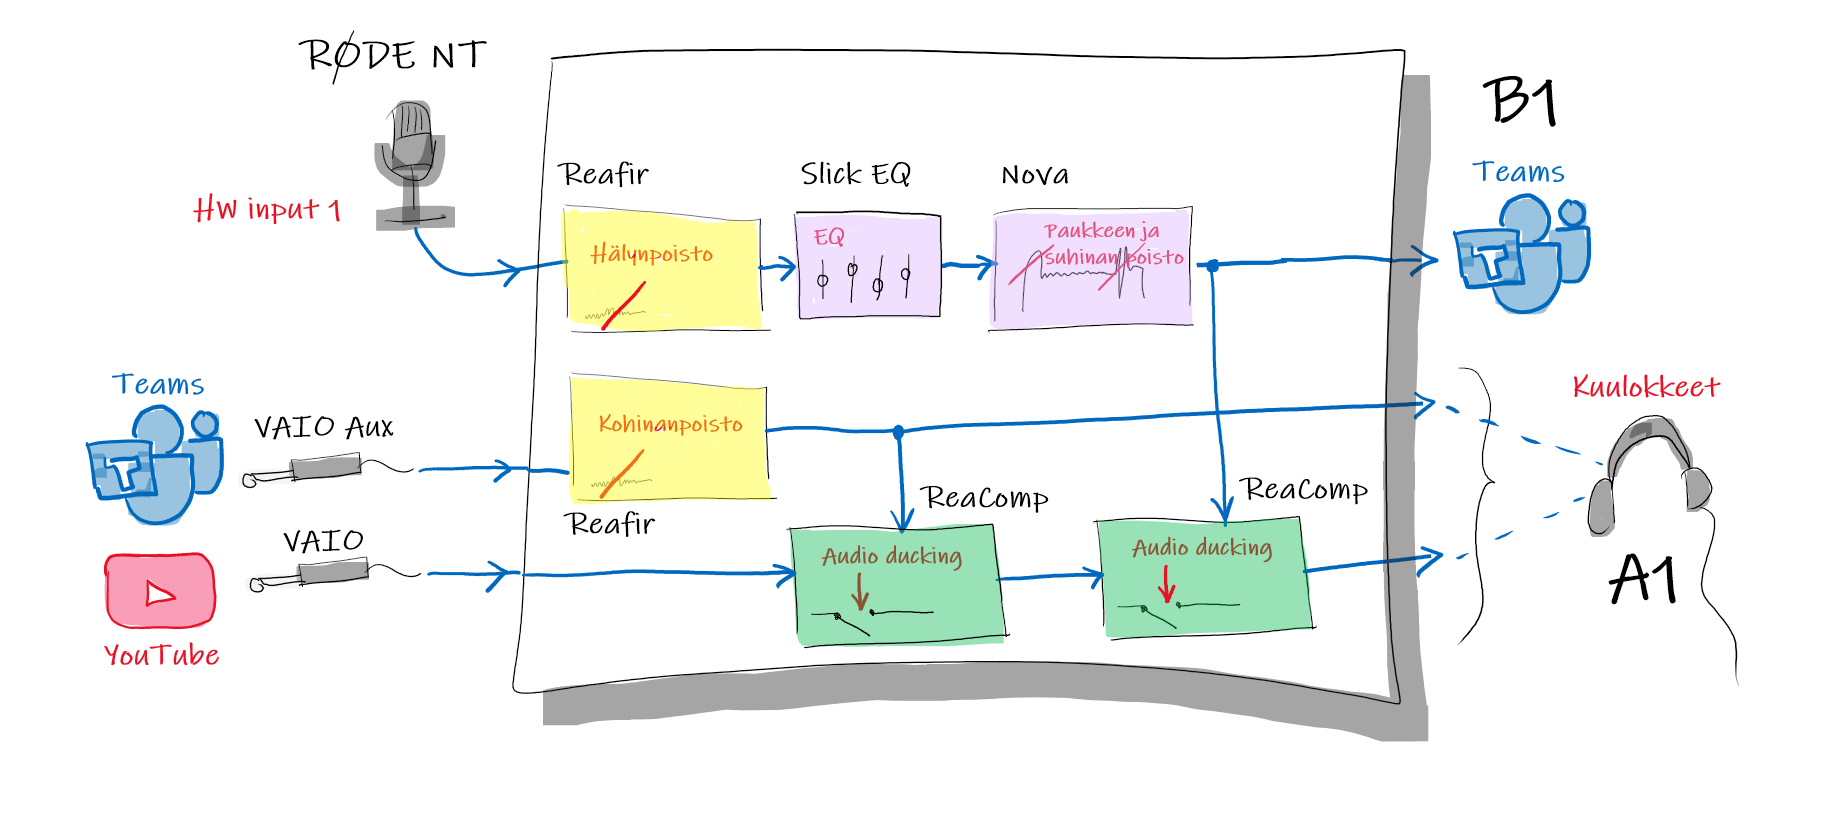 RØDE NT
HW input 1
Reafir
Slick EQ
Nova
B1
Teams
Hälynpoisto
EQ
Paukkeen ja
suhinan poisto
T
Teams
T
VAIO Aux
Kohinanpoisto
Reafir
ReaComp
ReaComp
Kuulokkeet
VAIO
Audio ducking
Audio ducking
A1
YouTube